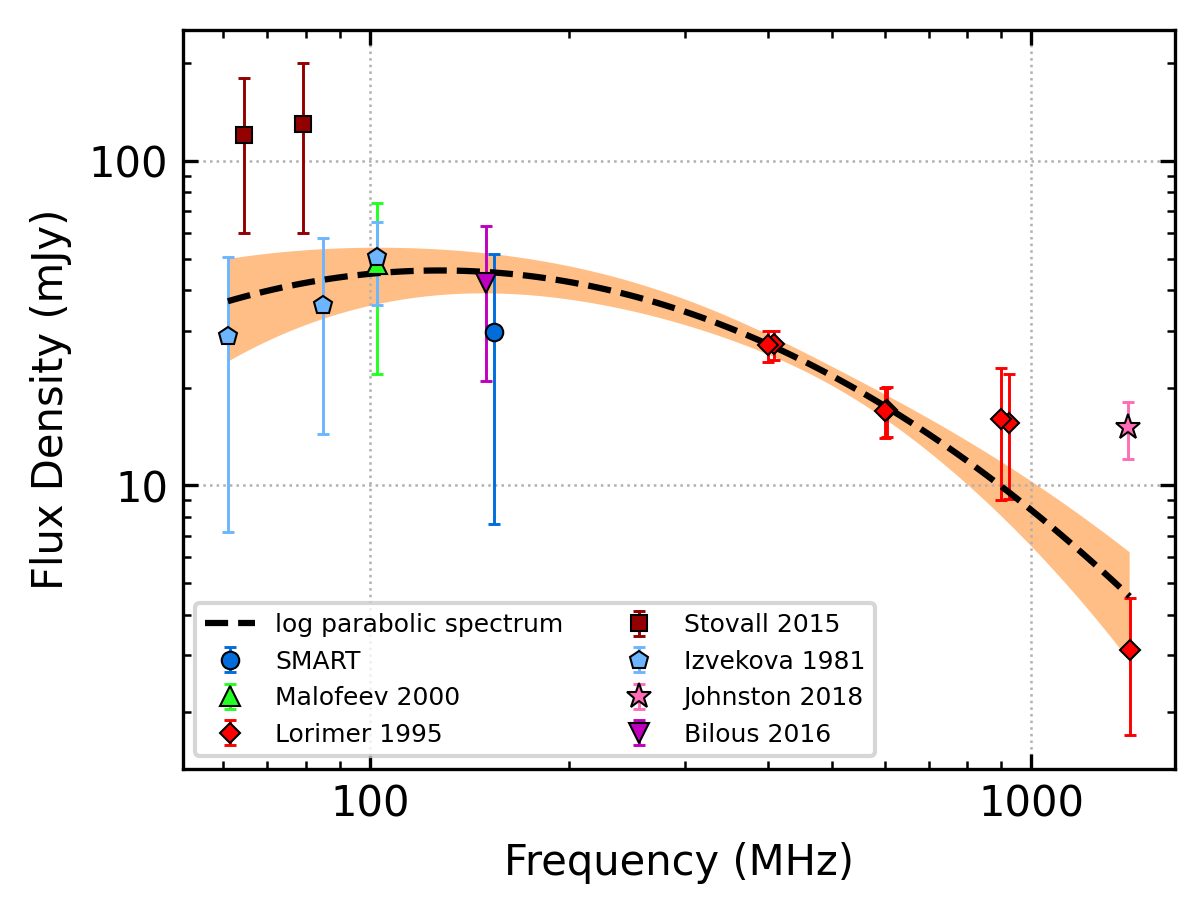 Flux Density (mJy)
100
10
log parabolic spectrum
SMART
Malofeev 2000
Lorimer 1995
Stovall 2015
Izvekova 1981
Johnston 2018
Bilous 2016
100
1000
Frequency (MHz)